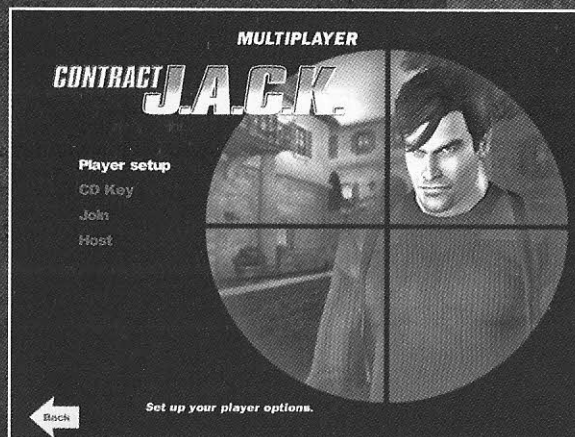 MULTIPLAYER
CONTRACT J.A.C.K.
Player setup
CD Key
Join
Host
Back
Set up your player options.